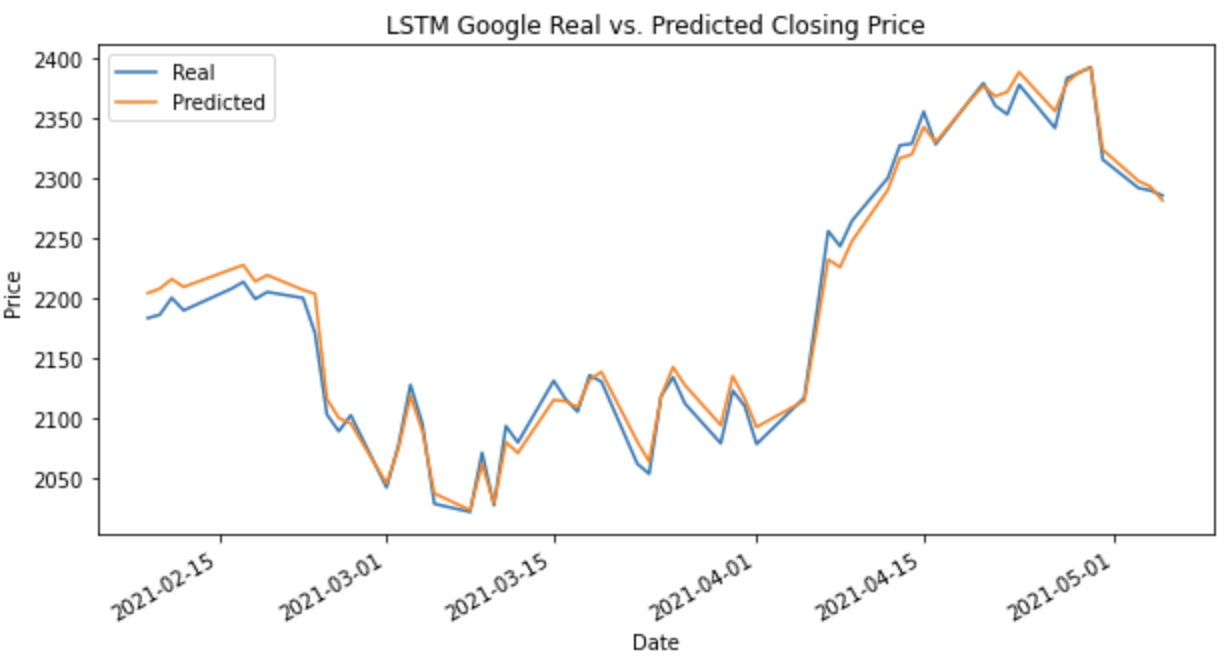 LSTM Google Real vs. Predicted Closing Price
Real
Predicted
2400
2350
2300
2250
2200
2150
2100
2050
Price
2021-02-15
2021-03-01
2021-03-15
2021-04-01
2021-04-15
2021-05-01
Date